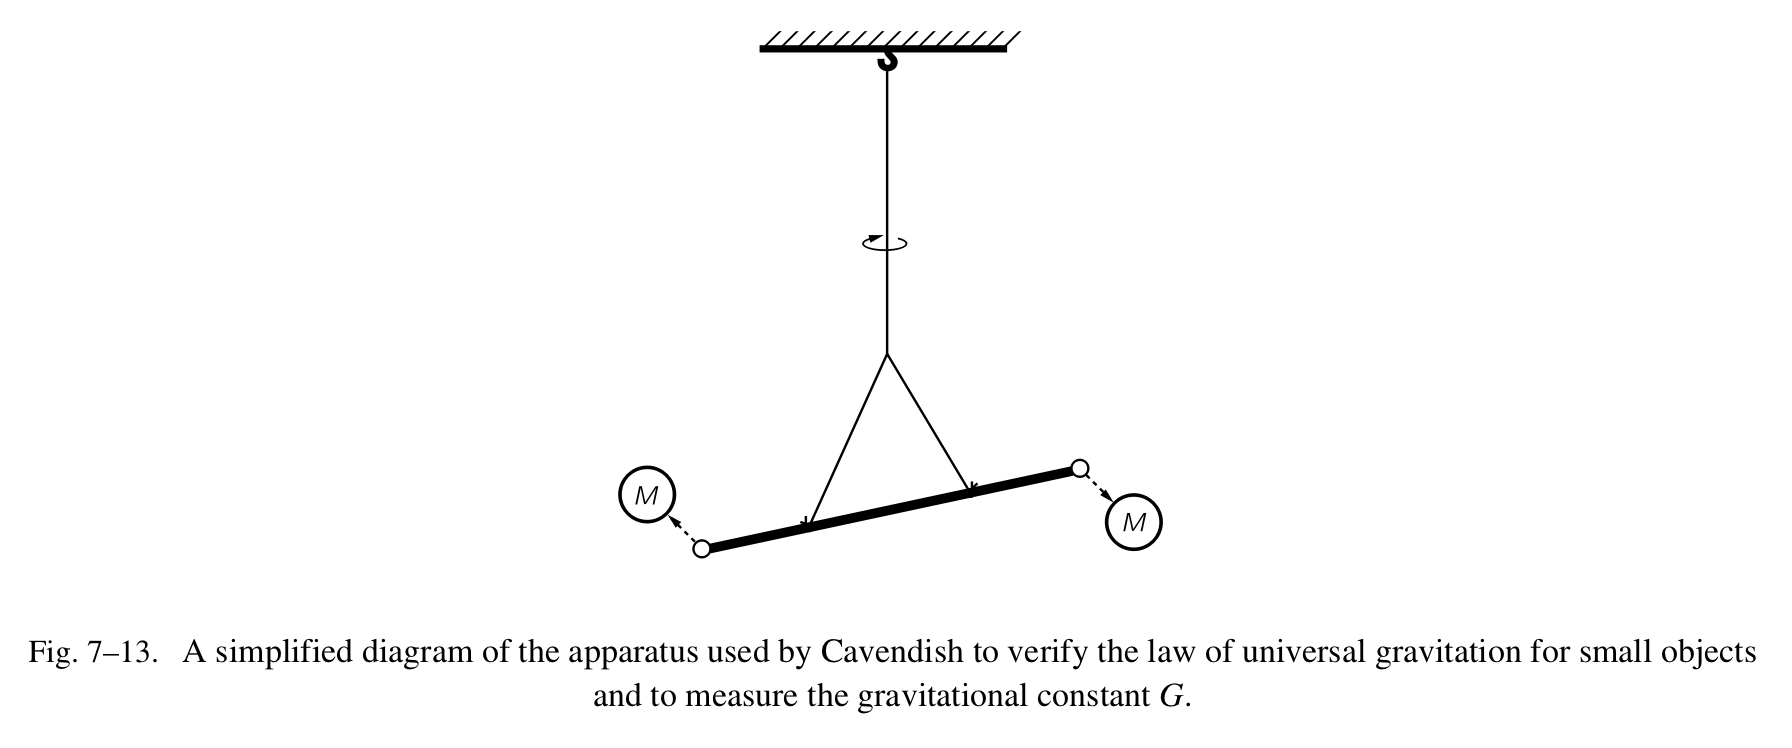 M
M
Fig. 7–13. A simplified diagram of the apparatus used by Cavendish to verify the law of universal gravitation for small objects
and to measure the gravitational constant G.